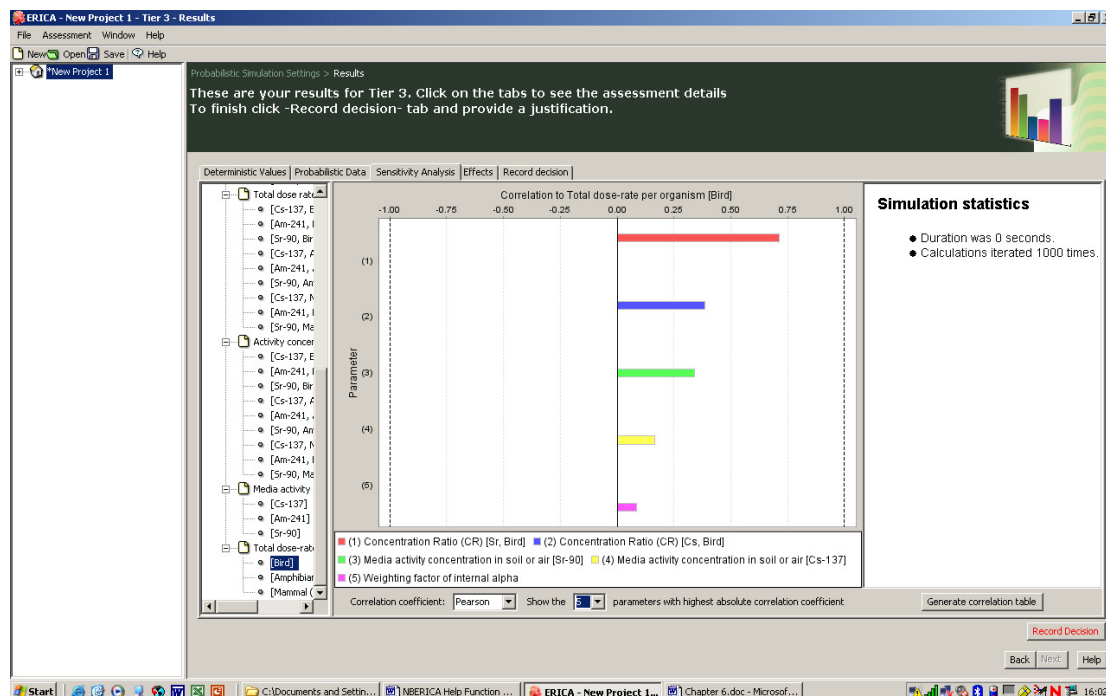 ERICA - New Project 1 - Tier 3 - Results
File Assessment Window Help
New Open Save Help
*New Project 1
Probabilistic Simulation Settings > Results
These are your results for Tier 3. Click on the tabs to see the assessment details
To finish click -Record decision- tab and provide a justification.
Deterministic Values Probabilistic Data Sensitivity Analysis Effects Record decision
Total dose rate
[Cs-137, B
[Am-241,
[Sr-90, Bir
[Cs-137, A
[Am-241,
[Sr-90, Am
[Cs-137, M
[Am-241,
[Sr-90, Ma
Activity concer
[Cs-137, B
[Am-241,
[Sr-90, Bir
[Cs-137, A
[Am-241,
[Sr-90, Am
[Cs-137, M
[Am-241,
[Sr-90, Ma
Media activity
[Cs-137]
[Am-241]
[Sr-90]
Total dose-rate
[Bird]
[Amphibian
[Mammal (
Correlation to Total dose-rate per organism [Bird]
-1.00 -0.75 -0.50 -0.25 0.00 0.25 0.50 0.75 1.00
Parameter
(1)
(2)
(3)
(4)
(5)
(1) Concentration Ratio (CR) [Sr, Bird] (2) Concentration Ratio (CR) [Cs, Bird]
(3) Media activity concentration in soil or air [Sr-90] (4) Media activity concentration in soil or air [Cs-137]
(5) Weighting factor of internal alpha
Correlation coefficient: Pearson Show the 5 parameters with highest absolute correlation coefficient
Generate correlation table
Simulation statistics
Duration was 0 seconds.
Calculations iterated 1000 times.
Record Decision
Back Next Help
Start C:\Documents and Settin... NBERICA Help Function ... ERICA - New Project 1... Chapter 6.doc - Microsof... 16:0